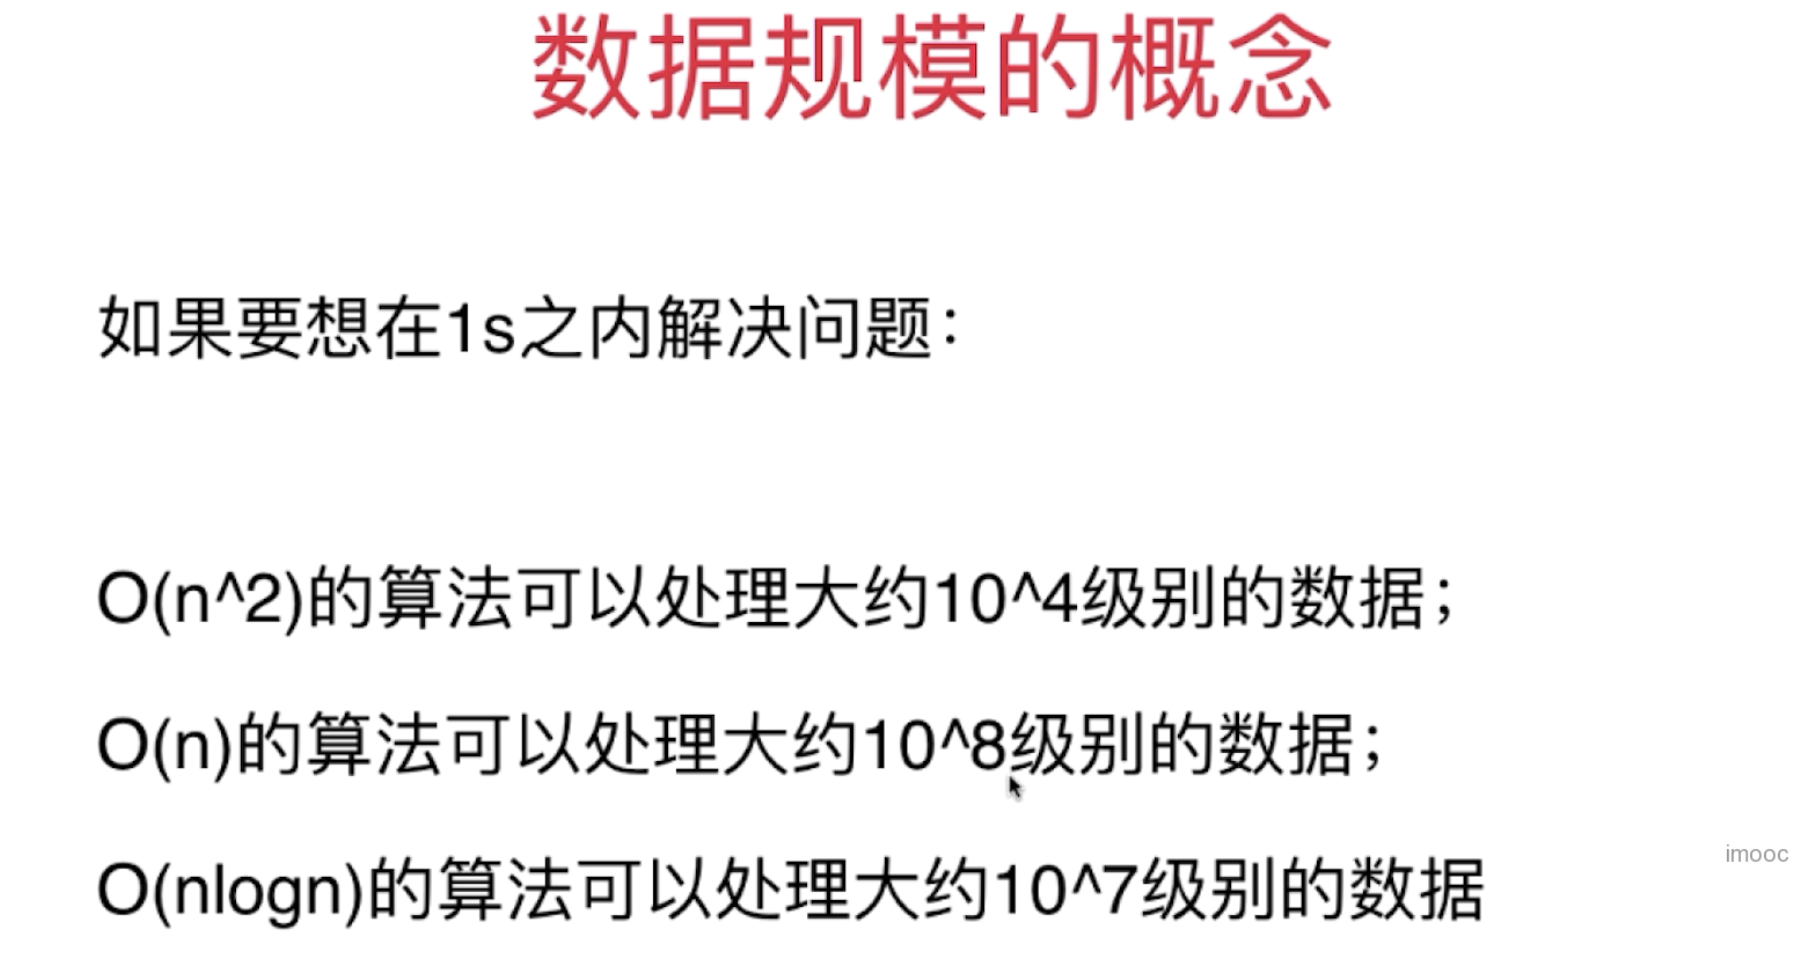 数据规模的概念
如果要想在1s之内解决问题：
O(n^2)的算法可以处理大约10^4级别的数据；
O(n)的算法可以处理大约10^8级别的数据；
imooc
O(nlogn)的算法可以处理大约10^7级别的数据